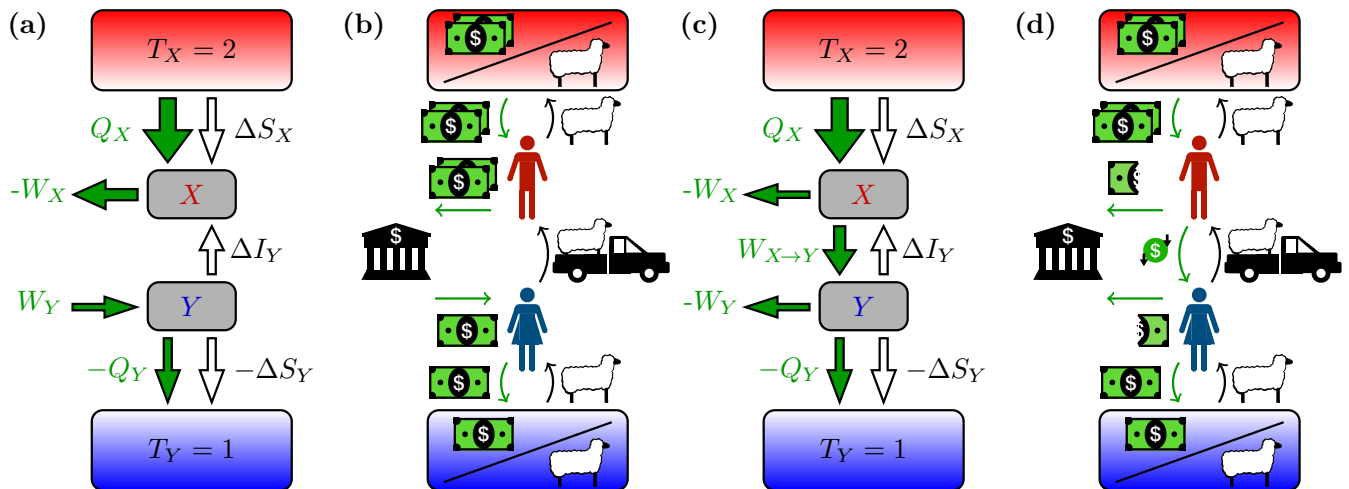 (a)
T_X = 2
Q_X
ΔS_X
-W_X
X
ΔI_Y
W_Y
Y
−Q_Y
−ΔS_Y
T_Y = 1
(b)
$
$
$
$
$
$
$
(c)
T_X = 2
Q_X
ΔS_X
-W_X
X
W_{X→Y}
ΔI_Y
-W_Y
Y
−Q_Y
−ΔS_Y
T_Y = 1
(d)
$
$
$
$
$
$
$
$